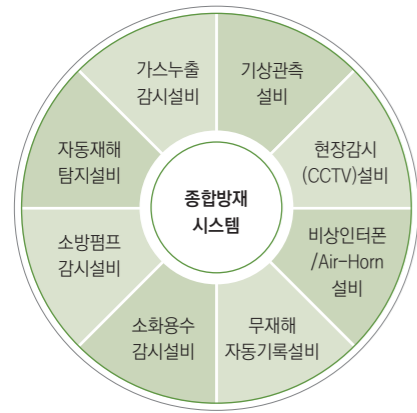 종합방재
시스템
기상관측
설비
현장감시
(CCTV)설비
비상인터폰
/Air-Horn
설비
무재해
자동기록설비
소화용수
감시설비
소방펌프
감시설비
자동재해
탐지설비
가스누출
감시설비